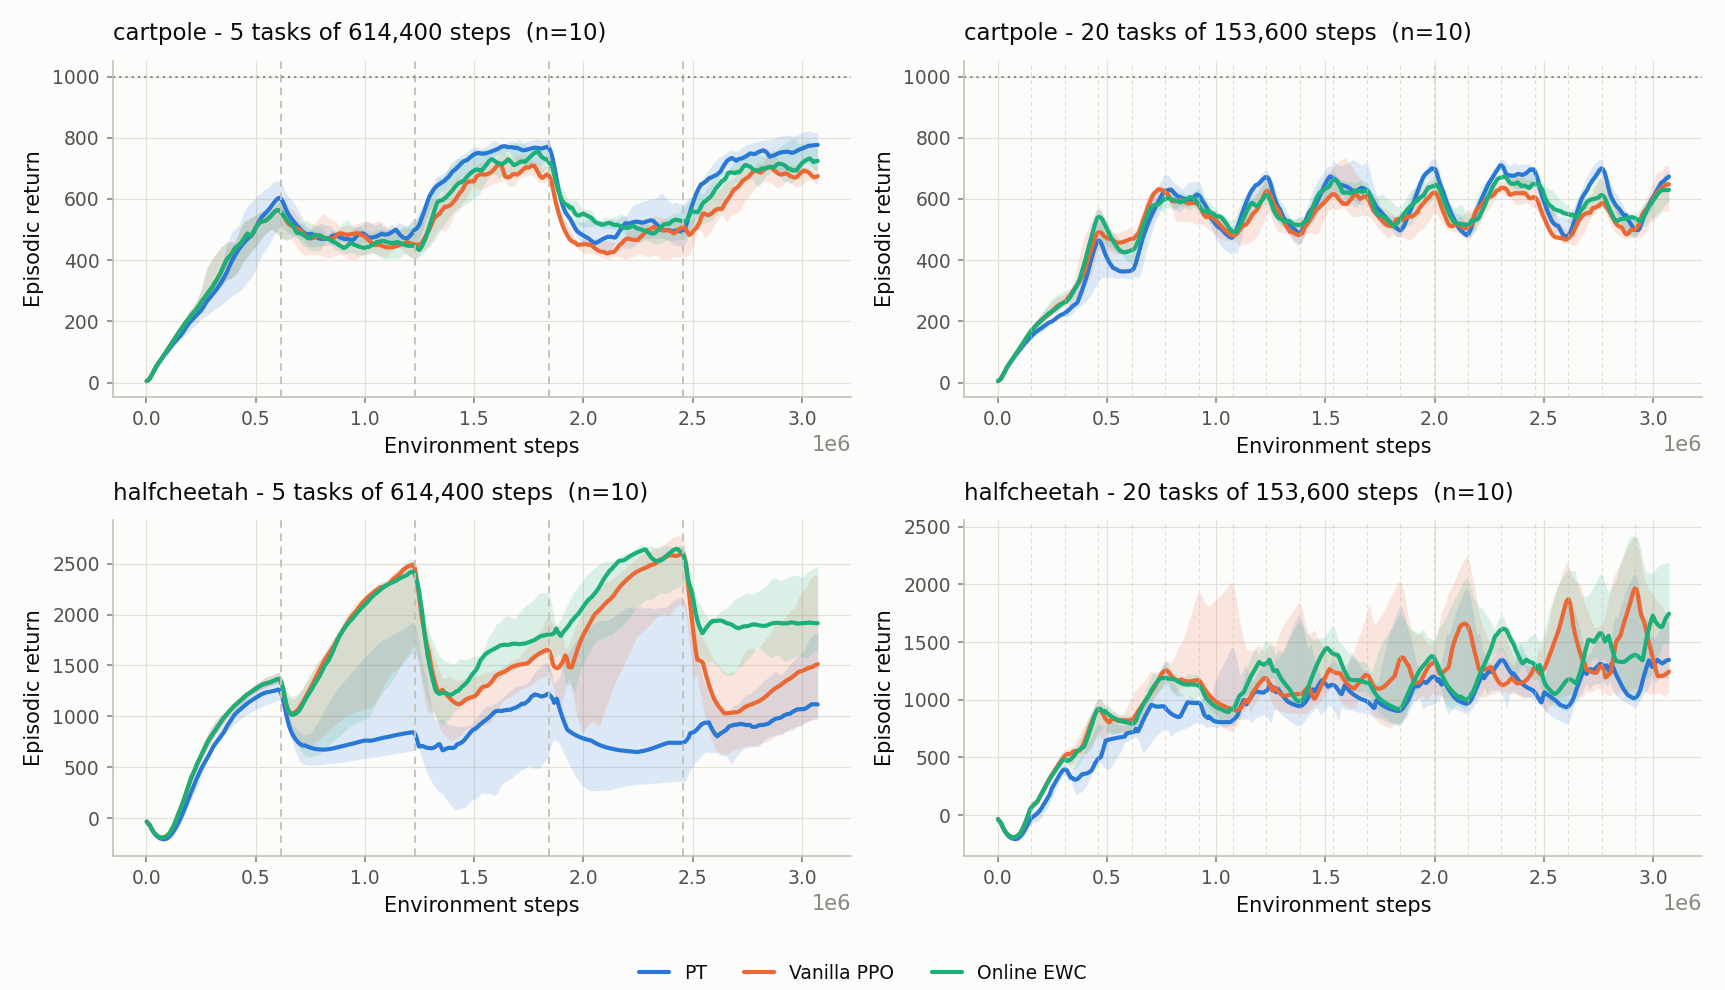 cartpole - 5 tasks of 614,400 steps  (n=10)
1000
800
600
400
200
0
Episodic return
0.0 0.5 1.0 1.5 2.0 2.5 3.0
Environment steps
1e6
cartpole - 20 tasks of 153,600 steps  (n=10)
1000
800
600
400
200
0
Episodic return
0.0 0.5 1.0 1.5 2.0 2.5 3.0
Environment steps
1e6
halfcheetah - 5 tasks of 614,400 steps  (n=10)
2500
2000
1500
1000
500
0
Episodic return
0.0 0.5 1.0 1.5 2.0 2.5 3.0
Environment steps
1e6
halfcheetah - 20 tasks of 153,600 steps  (n=10)
2500
2000
1500
1000
500
0
Episodic return
0.0 0.5 1.0 1.5 2.0 2.5 3.0
Environment steps
1e6
PT Vanilla PPO Online EWC